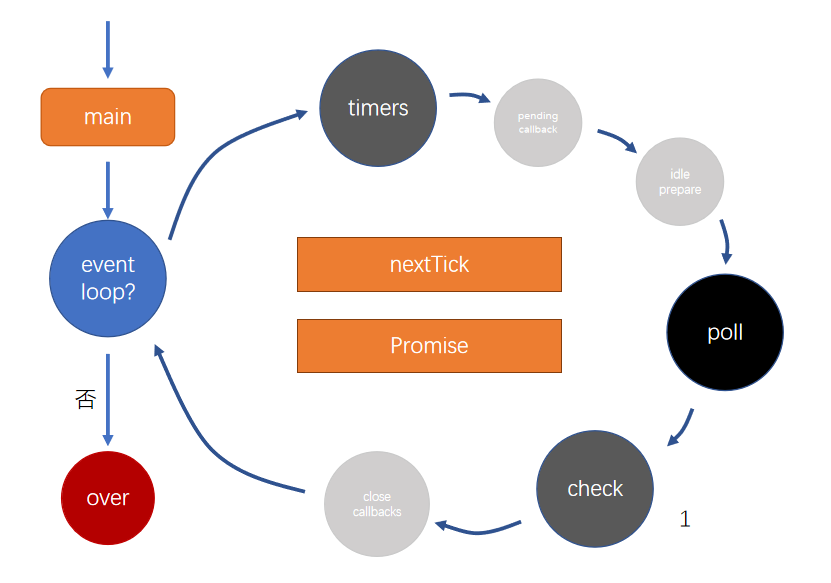 main
timers
pending
callback
idle
prepare
event
loop?
nextTick
Promise
poll
否
over
close
callbacks
check
1